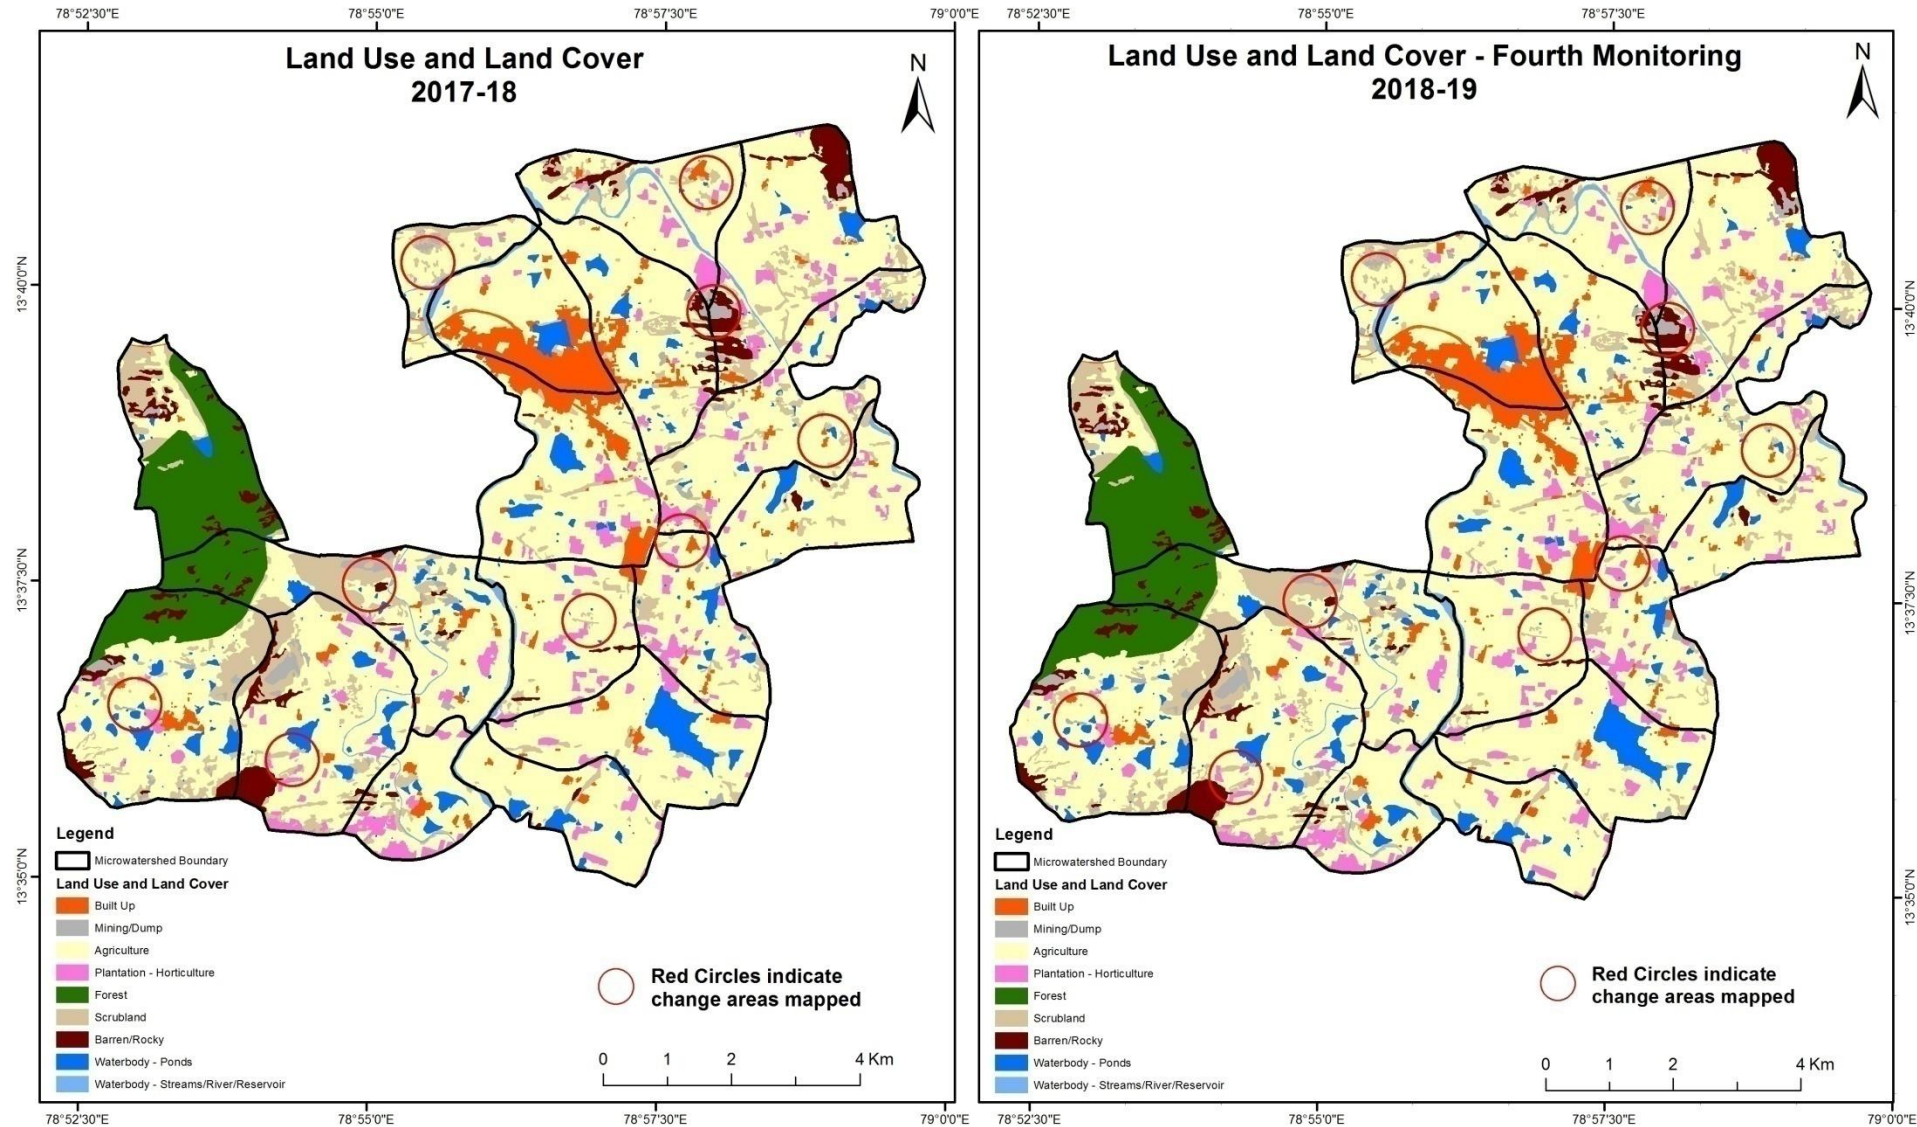 78°52'30"E 78°55'0"E 78°57'30"E 79°0'0"E
Land Use and Land Cover
2017-18
N
13°40'0"N
13°37'30"N
13°35'0"N
Legend
Microwatershed Boundary
Land Use and Land Cover
Built Up
Mining/Dump
Agriculture
Plantation - Horticulture
Forest
Scrubland
Barren/Rocky
Waterbody - Ponds
Waterbody - Streams/River/Reservoir
Red Circles indicate
change areas mapped
0 1 2 4 Km
78°52'30"E 78°55'0"E 78°57'30"E 79°0'0"E
78°52'30"E 78°55'0"E 78°57'30"E
Land Use and Land Cover - Fourth Monitoring
2018-19
N
13°40'0"N
13°37'30"N
13°35'0"N
Legend
Microwatershed Boundary
Land Use and Land Cover
Built Up
Mining/Dump
Agriculture
Plantation - Horticulture
Forest
Scrubland
Barren/Rocky
Waterbody - Ponds
Waterbody - Streams/River/Reservoir
Red Circles indicate
change areas mapped
0 1 2 4 Km
78°52'30"E 78°55'0"E 78°57'30"E 79°0'0"E